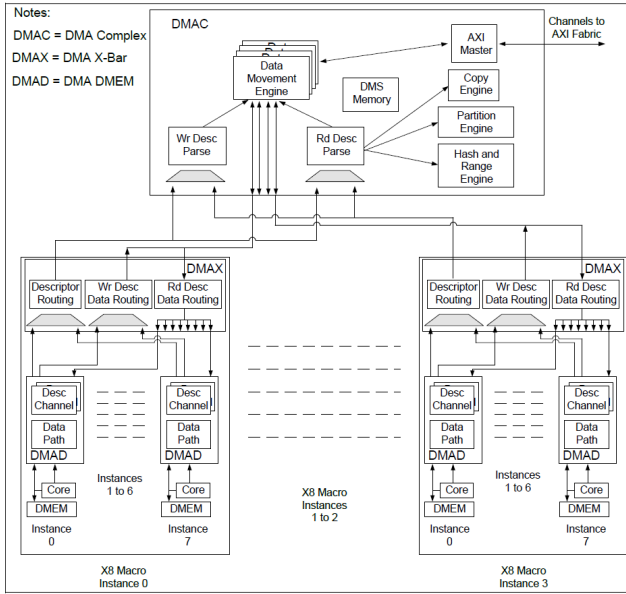 Notes:
DMAC = DMA Complex
DMAX = DMA X-Bar
DMAD = DMA DMEM
DMAC
Data
Movement
Engine
DMS
Memory
AXI
Master
Channels to
AXI Fabric
Copy
Engine
Partition
Engine
Hash and
Range
Engine
Wr Desc
Parse
Rd Desc
Parse
DMAX
Descriptor
Routing
Wr Desc
Data Routing
Rd Desc
Data Routing
DMAX
Descriptor
Routing
Wr Desc
Data Routing
Rd Desc
Data Routing
Desc
Channel
Data
Path
DMAD
Core
DMEM
Instance
0
Instances
1 to 6
Desc
Channel
Data
Path
DMAD
Core
DMEM
Instance
7
X8 Macro
Instance 0
X8 Macro
Instances
1 to 2
Desc
Channel
Data
Path
DMAD
Core
DMEM
Instance
0
Instances
1 to 6
Desc
Channel
Data
Path
DMAD
Core
DMEM
Instance
7
X8 Macro
Instance 3